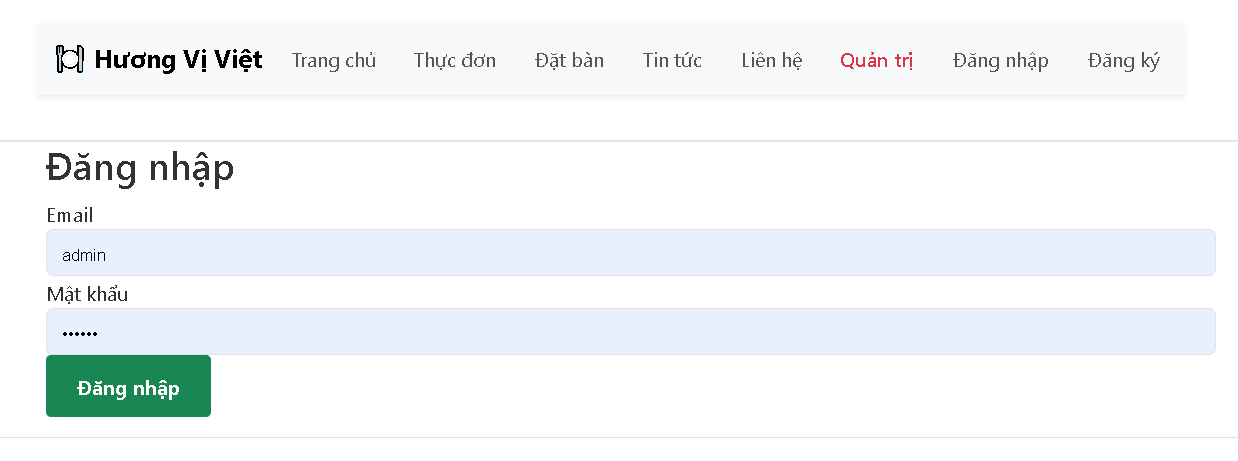 Hương Vị Việt Trang chủ Thực đơn Đặt bàn Tin tức Liên hệ Quản trị Đăng nhập Đăng ký
Đăng nhập
Email
admin
Mật khẩu
••••••
Đăng nhập